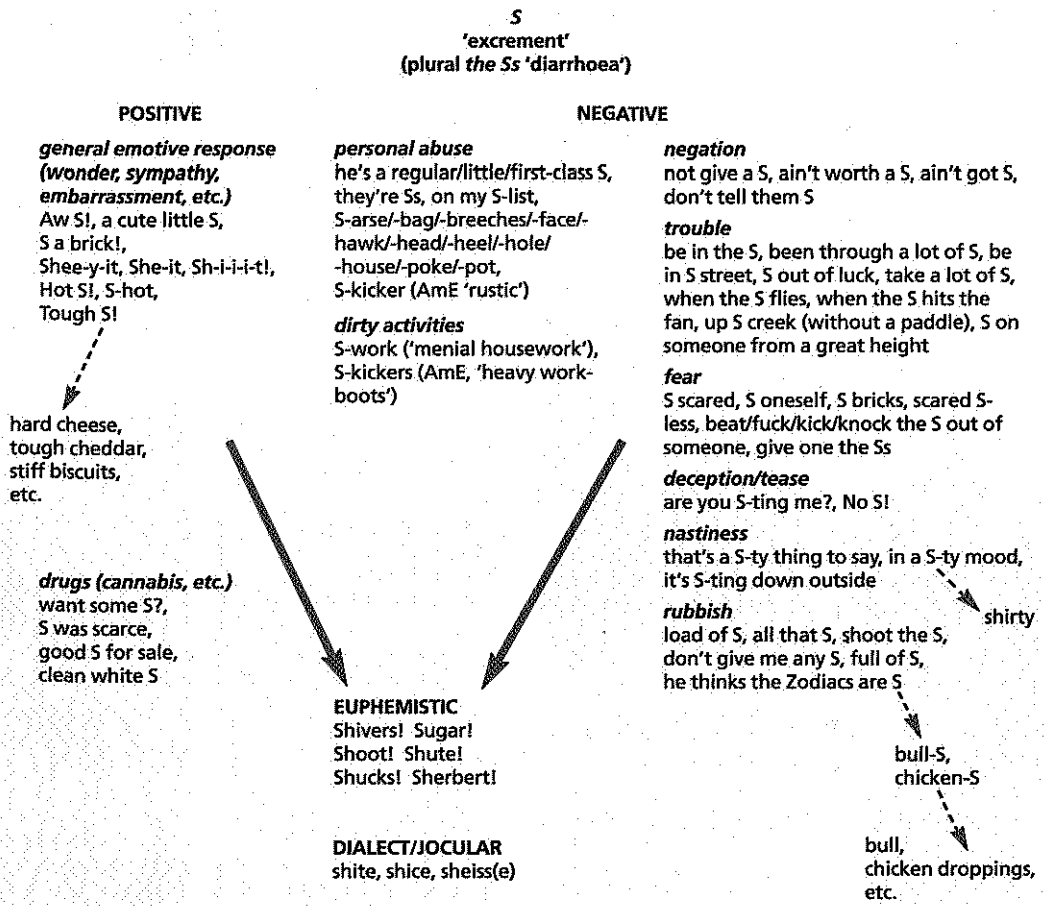 S
'excrement'
(plural the Ss 'diarrhoea')
POSITIVE
general emotive response
(wonder, sympathy,
embarrassment, etc.)
Aw S!, a cute little S,
S a brick!,
Shee-y-it, She-it, Sh-i-i-i-t!,
Hot S!, S-hot,
Tough S!
hard cheese,
tough cheddar,
stiff biscuits,
etc.
drugs (cannabis, etc.)
want some S?,
S was scarce,
good S for sale,
clean white S
NEGATIVE
personal abuse
he's a regular/little/first-class S,
they're Ss, on my S-list,
S-arse/-bag/-breeches/-face/-
hawk/-head/-heel/-hole/
-house/-poke/-pot,
S-kicker (AmE 'rustic')
dirty activities
S-work ('menial housework'),
S-kickers (AmE, 'heavy work-
boots')
negation
not give a S, ain't worth a S, ain't got S,
don't tell them S
trouble
be in the S, been through a lot of S, be
in S street, S out of luck, take a lot of S,
when the S flies, when the S hits the
fan, up S creek (without a paddle), S on
someone from a great height
fear
S scared, S oneself, S bricks, scared S-
less, beat/fuck/kick/knock the S out of
someone, give one the Ss
deception/tease
are you S-ting me?, No S!
nastiness
that's a S-ty thing to say, in a S-ty mood,
it's S-ting down outside
shirty
rubbish
load of S, all that S, shoot the S,
don't give me any S, full of S,
he thinks the Zodiacs are S
bull-S,
chicken-S
bull,
chicken droppings,
etc.
EUPHEMISTIC
Shivers! Sugar!
Shoot! Shute!
Shucks! Sherbert!
DIALECT/JOCULAR
shite, shice, sheiss(e)